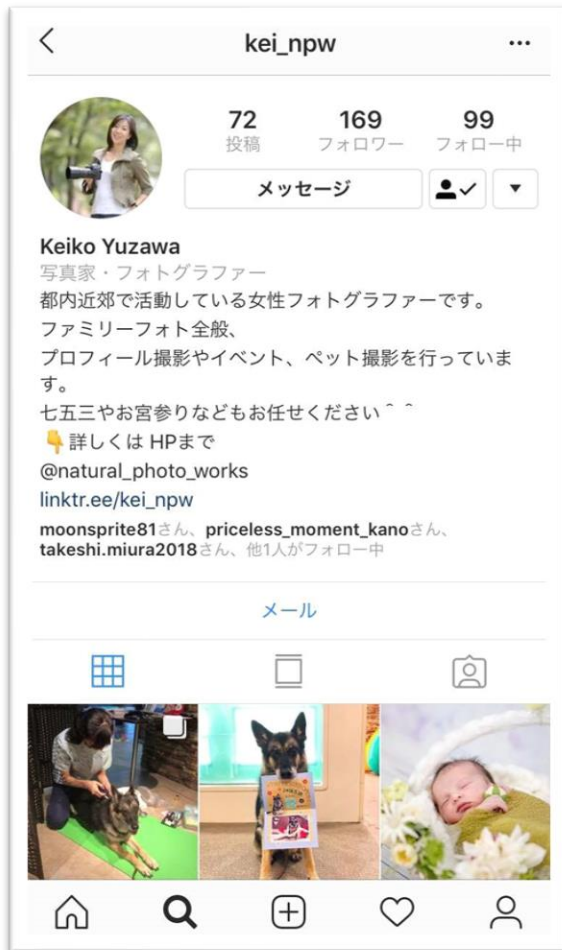 kei_npw
72
投稿
169
フォロワー
99
フォロー中
メッセージ
Keiko Yuzawa
写真家・フォトグラファー
都内近郊で活動している女性フォトグラファーです。
ファミリーフォト全般、
プロフィール撮影やイベント、ペット撮影を行っていま
す。
七五三やお宮参りなどもお任せください＾＾
👇詳しくは HPまで
@natural_photo_works
linktr.ee/kei_npw
moonsprite81さん、priceless_moment_kanoさん、
takeshi.miura2018さん、他1人がフォロー中
メール